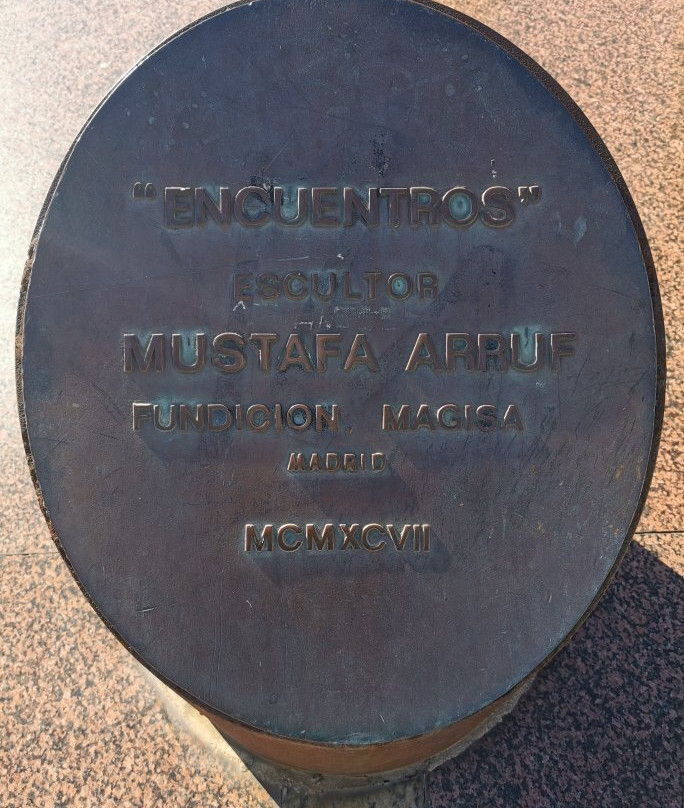 "ENCUENTROS"
ESCULTOR
MUSTAFA ARRUF
FUNDICION. MAGISA
MADRID
MCMXCVII